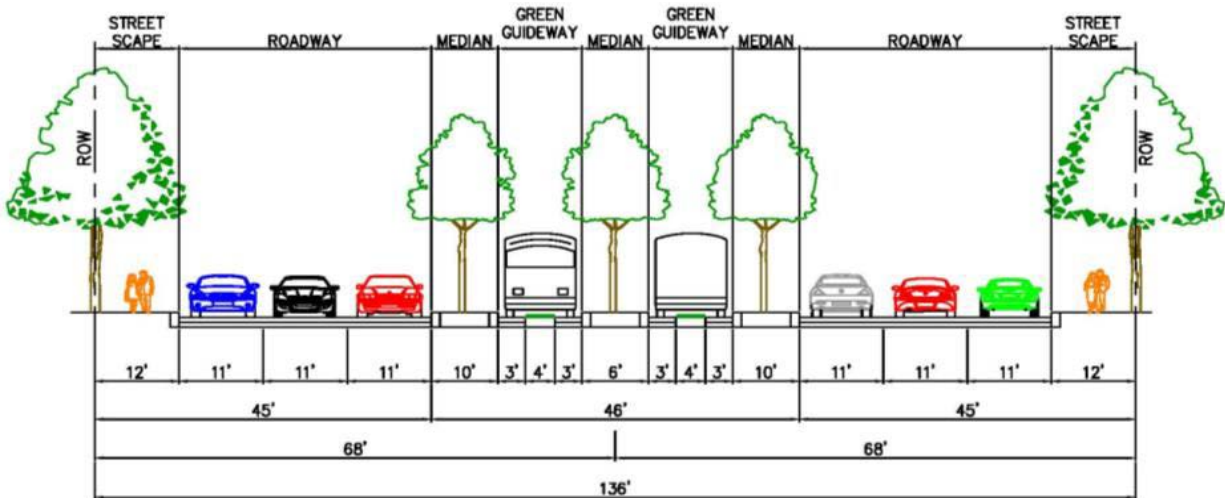 STREET SCAPE
ROADWAY
MEDIAN
GREEN GUIDEWAY
MEDIAN
GREEN GUIDEWAY
MEDIAN
ROADWAY
STREET SCAPE
ROW
ROW
12' 11' 11' 11' 10' 3' 4' 3' 6' 3' 4' 3' 10' 11' 11' 11' 12'
45' 46' 45'
68' 68'
136'